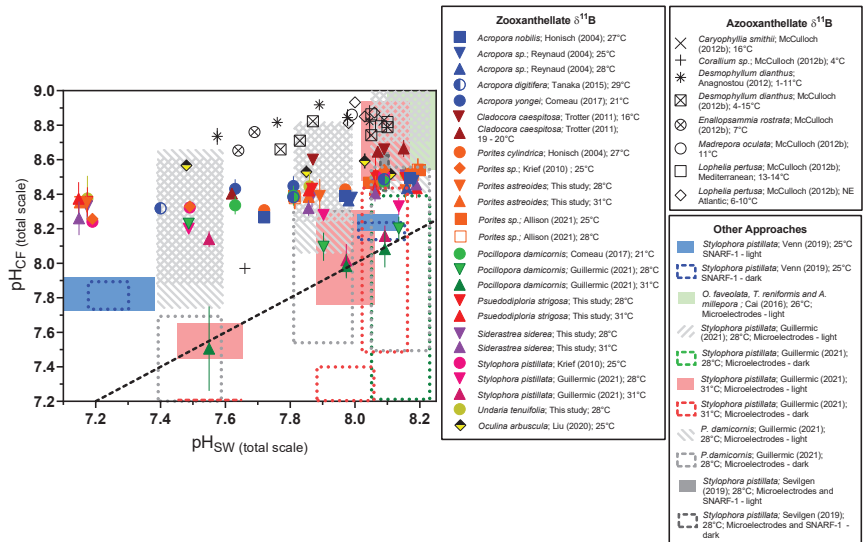 pHCF (total scale)
9.0
8.8
8.6
8.4
8.2
8.0
7.8
7.6
7.4
7.2
7.2
7.4
7.6
7.8
8.0
8.2
pHSW (total scale)
Zooxanthellate δ11B
Acropora nobilis; Honisch (2004); 27°C
Acropora sp.; Reynaud (2004); 25°C
Acropora sp.; Reynaud (2004); 28°C
Acropora digitifera; Tanaka (2015); 29°C
Acropora yongei; Comeau (2017); 21°C
Cladocora caespitosa; Trotter (2011); 16°C
Cladocora caespitosa; Trotter (2011);
19 - 20°C
Porites cylindrica; Honisch (2004); 27°C
Porites sp.; Krief (2010) ; 25°C
Porites astreoides; This study; 28°C
Porites astreoides; This study; 31°C
Porites sp.; Allison (2021); 25°C
Porites sp.; Allison (2021); 28°C
Pocillopora damicornis; Comeau (2017); 21°C
Pocillopora damicornis; Guillermic (2021); 28°C
Pocillopora damicornis; Guillermic (2021); 31°C
Psuedodiploria strigosa; This study; 28°C
Psuedodiploria strigosa; This study; 31°C
Siderastrea siderea; This study; 28°C
Siderastrea siderea; This study; 31°C
Stylophora pistillata; Krief (2010); 25°C
Stylophora pistillata; Guillermic (2021); 28°C
Stylophora pistillata; Guillermic (2021); 31°C
Undaria tenuifolia; This study; 28°C
Oculina arbuscula; Liu (2020); 25°C
Azooxanthellate δ11B
Caryophyllia smithii; McCulloch
(2012b); 16°C
Corallium sp.; McCulloch (2012b); 4°C
Desmophyllum dianthus;
Anagnostou (2012); 1-11°C
Desmophyllum dianthus; McCulloch
(2012b); 4-15°C
Enallopsammia rostrata; McCulloch
(2012b); 7°C
Madrepora oculata; McCulloch (2012b);
11°C
Lophelia pertusa; McCulloch (2012b);
Mediterranean; 13-14°C
Lophelia pertusa; McCulloch (2012b); NE
Atlantic; 6-10°C
Other Approaches
Stylophora pistillata; Venn (2019); 25°C
SNARF-1 - light
Stylophora pistillata; Venn (2019); 25°C
SNARF-1 - dark
O. faveolata, T. reniformis and A.
millepora ; Cai (2016); 26°C;
Microelectrodes - light
Stylophora pistillata; Guillermic
(2021); 28°C; Microelectrodes - light
Stylophora pistillata; Guillermic (2021);
28°C; Microelectrodes - dark
Stylophora pistillata; Guillermic (2021);
31°C; Microelectrodes - light
Stylophora pistillata; Guillermic (2021);
31°C; Microelectrodes - dark
P. damicornis; Guillermic (2021);
28°C; Microelectrodes - light
P.damicornis; Guillermic (2021);
28°C; Microelectrodes - dark
Stylophora pistillata; Sevilgen
(2019); 28°C; Microelectrodes and
SNARF-1 - light
Stylophora pistillata; Sevilgen (2019);
28°C; Microelectrodes and SNARF-1 -
dark